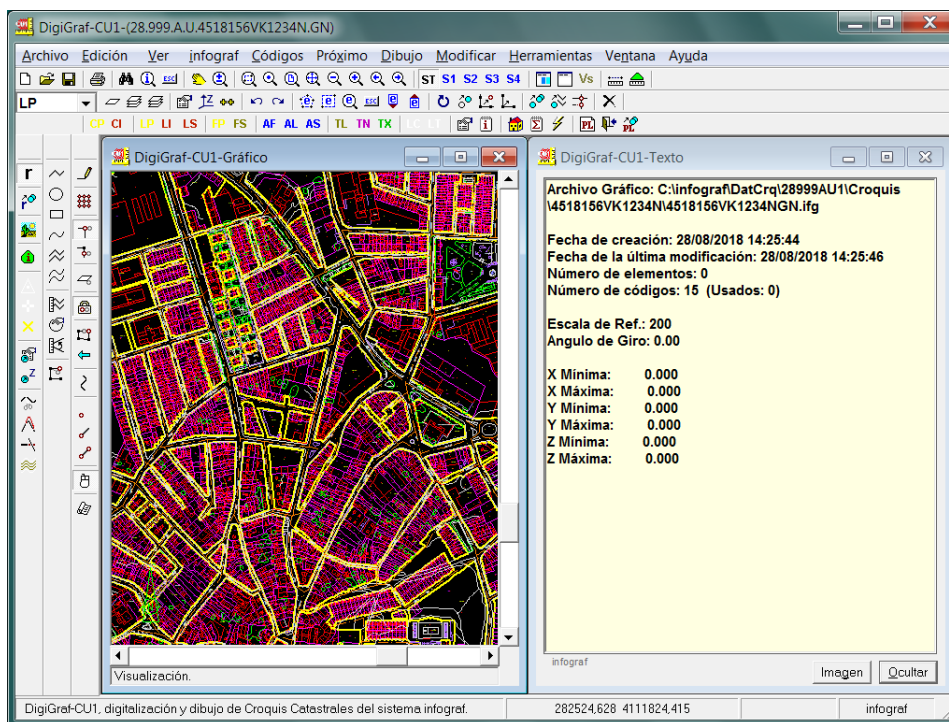 DigiGraf-CU1-(28.999.A.U.4518156VK1234N.GN)
Archivo Edición Ver infograf Códigos Próximo Dibujo Modificar Herramientas Ventana Ayuda
ESC ST S1 S2 S3 S4 Vs
LP
CP CI LP LI LS FP FS AF AL AS TL TN TX LC LT PL PL
DigiGraf-CU1-Gráfico
Visualización.
DigiGraf-CU1-Texto
Archivo Gráfico: C:\infograf\DatCrq\28999AU1\Croquis
\4518156VK1234N\4518156VK1234NGN.ifg
Fecha de creación: 28/08/2018 14:25:44
Fecha de la última modificación: 28/08/2018 14:25:46
Número de elementos: 0
Número de códigos: 15 (Usados: 0)
Escala de Ref.: 200
Angulo de Giro: 0.00
X Mínima: 0.000
X Máxima: 0.000
Y Mínima: 0.000
Y Máxima: 0.000
Z Mínima: 0.000
Z Máxima: 0.000
infograf
Imagen Ocultar
DigiGraf-CU1, digitalización y dibujo de Croquis Catastrales del sistema infograf. 282524,628 4111824,415 infograf